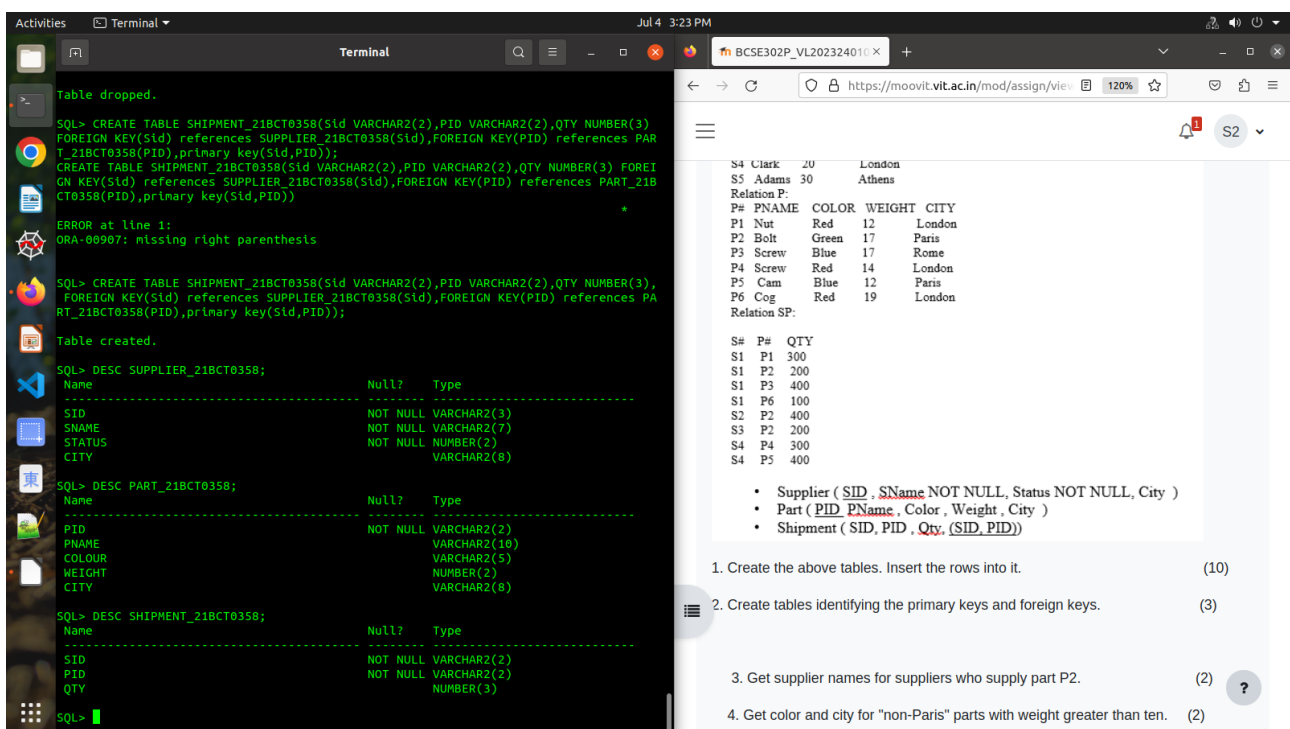 Activities
Terminal
Jul 4 3:23 PM
Terminal
Table dropped.
SQL> CREATE TABLE SHIPMENT_21BCT0358(Sid VARCHAR2(2),PID VARCHAR2(2),QTY NUMBER(3)
FOREIGN KEY(Sid) references SUPPLIER_21BCT0358(Sid),FOREIGN KEY(PID) references PAR
T_21BCT0358(PID),primary key(Sid,PID));
CREATE TABLE SHIPMENT_21BCT0358(Sid VARCHAR2(2),PID VARCHAR2(2),QTY NUMBER(3) FOREI
GN KEY(Sid) references SUPPLIER_21BCT0358(Sid),FOREIGN KEY(PID) references PART_21B
CT0358(PID),primary key(Sid,PID))
*
ERROR at line 1:
ORA-00907: missing right parenthesis
SQL> CREATE TABLE SHIPMENT_21BCT0358(Sid VARCHAR2(2),PID VARCHAR2(2),QTY NUMBER(3),
FOREIGN KEY(Sid) references SUPPLIER_21BCT0358(Sid),FOREIGN KEY(PID) references PA
RT_21BCT0358(PID),primary key(Sid,PID));
Table created.
SQL> DESC SUPPLIER_21BCT0358;
Name Null? Type
----------------------------------------- -------- ----------------------------
SID NOT NULL VARCHAR2(3)
SNAME NOT NULL VARCHAR2(7)
STATUS NOT NULL NUMBER(2)
CITY VARCHAR2(8)
SQL> DESC PART_21BCT0358;
Name Null? Type
----------------------------------------- -------- ----------------------------
PID NOT NULL VARCHAR2(2)
PNAME VARCHAR2(10)
COLOUR VARCHAR2(5)
WEIGHT NUMBER(2)
CITY VARCHAR2(8)
SQL> DESC SHIPMENT_21BCT0358;
Name Null? Type
----------------------------------------- -------- ----------------------------
SID NOT NULL VARCHAR2(2)
PID NOT NULL VARCHAR2(2)
QTY NUMBER(3)
SQL>
東
BCSE302P_VL202324010
https://moovit.vit.ac.in/mod/assign/view
120%
1
S2
S4 Clark 20 London
S5 Adams 30 Athens
Relation P:
P# PNAME COLOR WEIGHT CITY
P1 Nut Red 12 London
P2 Bolt Green 17 Paris
P3 Screw Blue 17 Rome
P4 Screw Red 14 London
P5 Cam Blue 12 Paris
P6 Cog Red 19 London
Relation SP:
S# P# QTY
S1 P1 300
S1 P2 200
S1 P3 400
S1 P6 100
S2 P2 400
S3 P2 200
S4 P4 300
S4 P5 400
• Supplier ( SID , SName NOT NULL, Status NOT NULL, City )
• Part ( PID PName , Color , Weight , City )
• Shipment ( SID, PID , Qty, (SID, PID))
1. Create the above tables. Insert the rows into it. (10)
2. Create tables identifying the primary keys and foreign keys. (3)
3. Get supplier names for suppliers who supply part P2. (2)
?
4. Get color and city for "non-Paris" parts with weight greater than ten. (2)